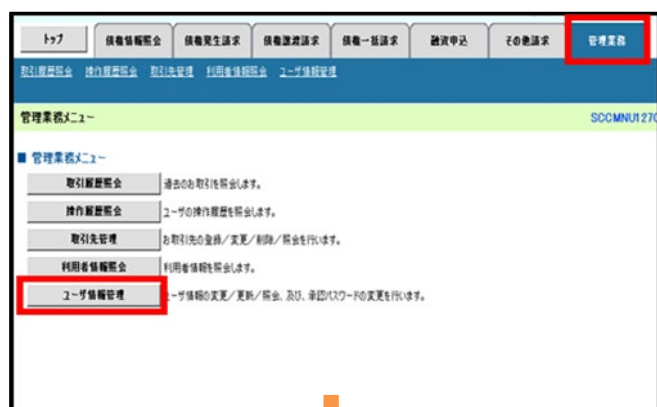 トップ 債権情報照会 債権発生請求 債権譲渡請求 債権一括請求 融資申込 その他請求 管理業務
取引履歴照会 操作履歴照会 取引先管理 利用者情報照会 ユーザ情報管理
管理業務メニュー SCCMNU1270
■ 管理業務メニュー
取引履歴照会 過去のお取引を照会します。
操作履歴照会 ユーザの操作履歴を照会します。
取引先管理 お取引先の登録／変更／削除／照会を行います。
利用者情報照会 利用者情報を照会します。
ユーザ情報管理 ユーザ情報の変更／更新／照会、及び、承認パスワードの変更を行います。